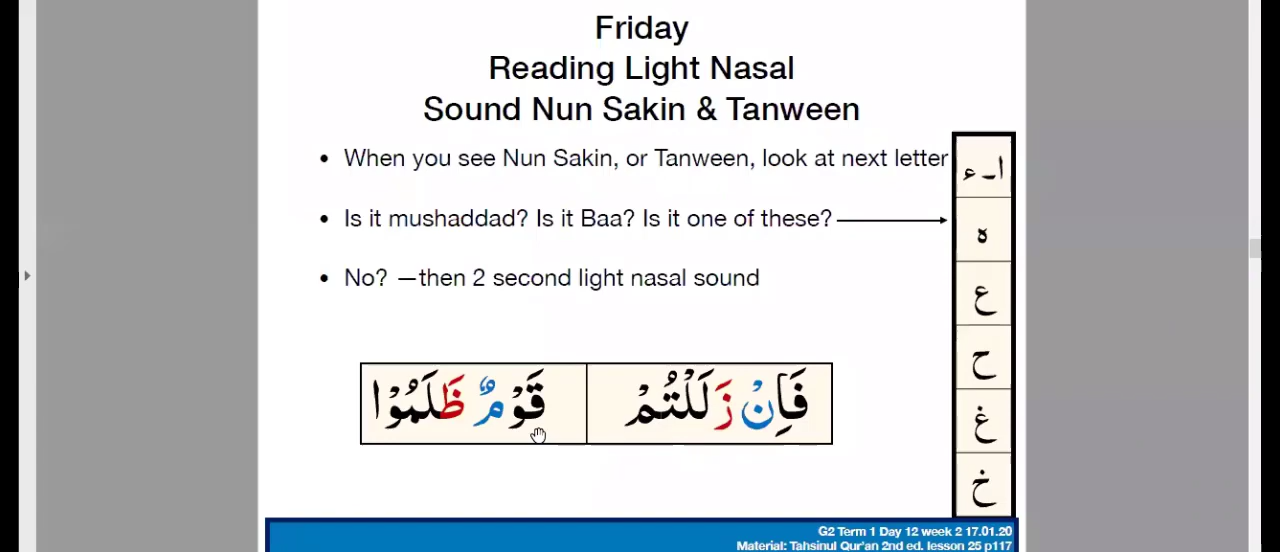 Friday
Reading Light Nasal
Sound Nun Sakin & Tanween
• When you see Nun Sakin, or Tanween, look at next letter
• Is it mushaddad? Is it Baa? Is it one of these?
• No? —then 2 second light nasal sound
ا - ء
ه
ع
ح
غ
خ
فَاِنْ زَلَلْتُمْ
قَوْمٌ ظَلَمُوْا
G2 Term 1 Day 12 week 2 17.01.20
Material: Tahsinul Qur'an 2nd ed. lesson 25 p117